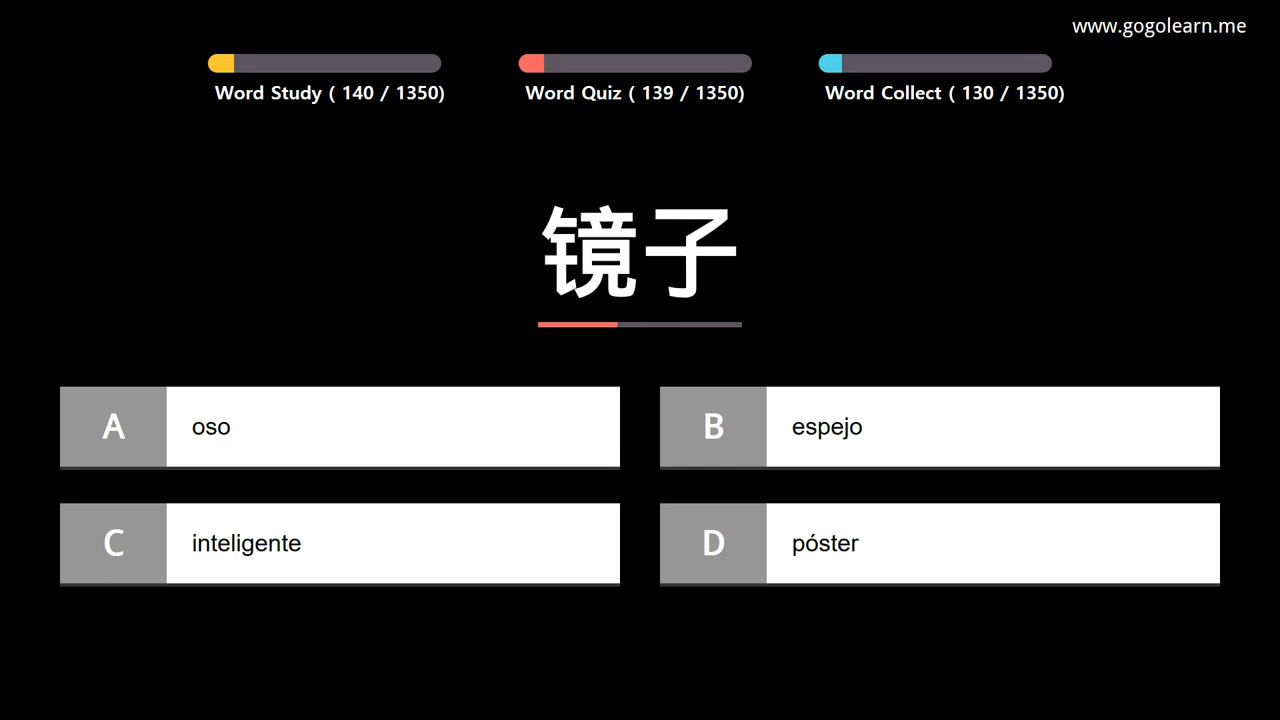 www.gogolearn.me
Word Study ( 140 / 1350)
Word Quiz ( 139 / 1350)
Word Collect ( 130 / 1350)
镜子
A oso
B espejo
C inteligente
D póster